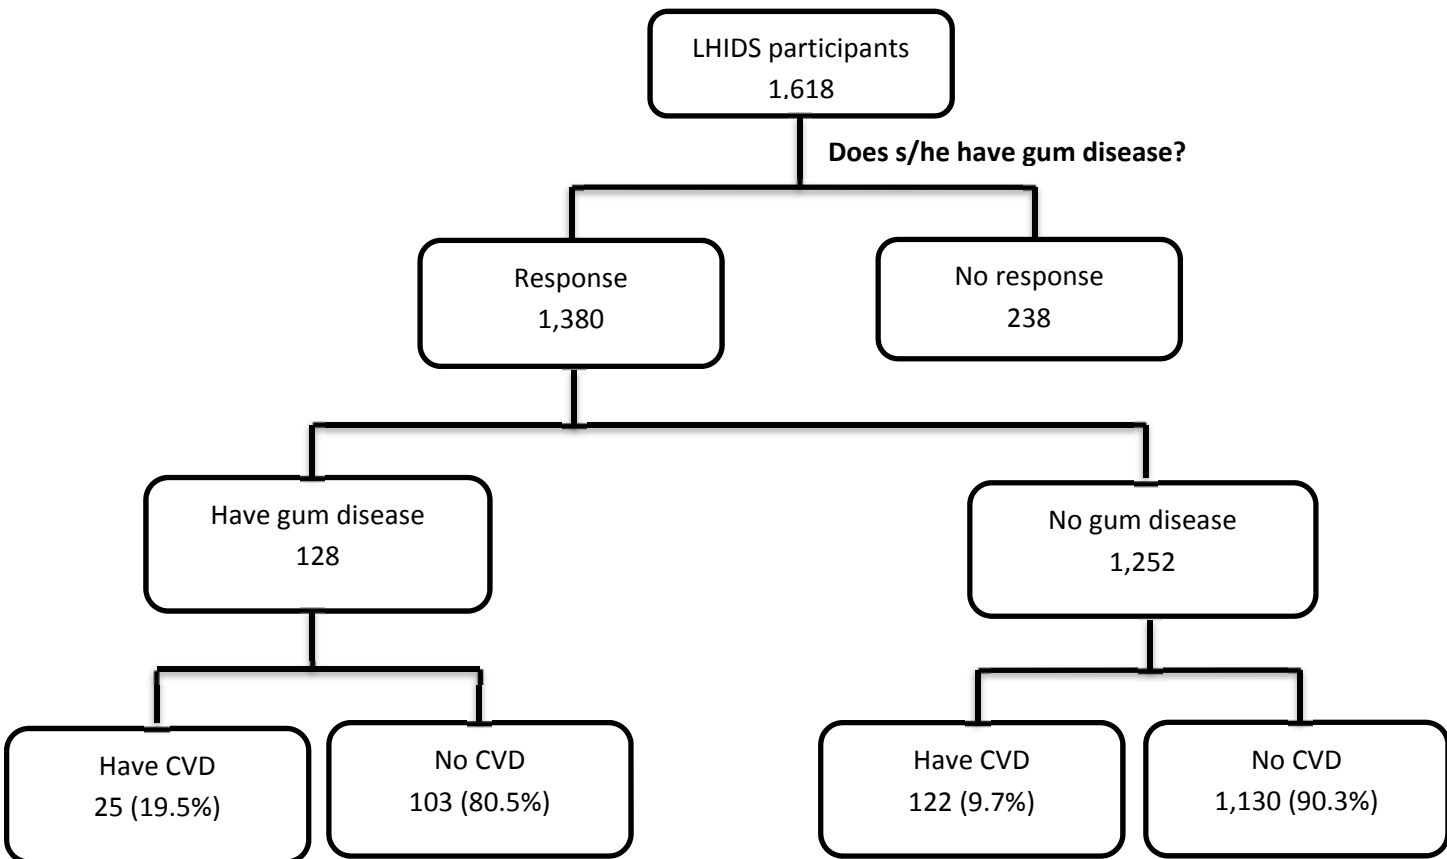 LHIDS participants
1,618
Does s/he have gum disease?
Response
1,380
No response
238
Have gum disease
128
No gum disease
1,252
Have CVD
25 (19.5%)
No CVD
103 (80.5%)
Have CVD
122 (9.7%)
No CVD
1,130 (90.3%)